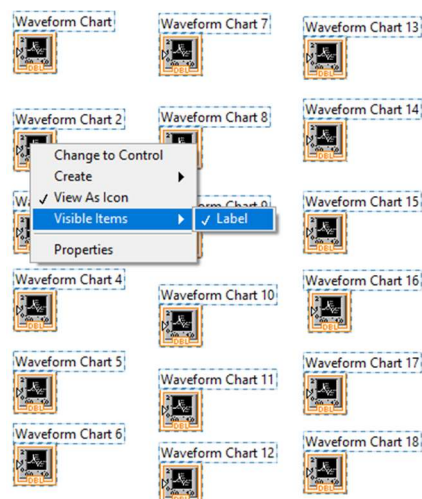 Waveform Chart
Waveform Chart 7
Waveform Chart 13
DBL
DBL
DBL
Waveform Chart 2
Waveform Chart 8
Waveform Chart 14
DBL
Change to Control
Create
View As Icon
Visible Items
Label
Properties
Waveform Chart 15
DBL
Waveform Chart 4
Waveform Chart 10
Waveform Chart 16
DBL
DBL
DBL
Waveform Chart 5
Waveform Chart 11
Waveform Chart 17
DBL
DBL
DBL
Waveform Chart 6
Waveform Chart 12
Waveform Chart 18
DBL
DBL
DBL